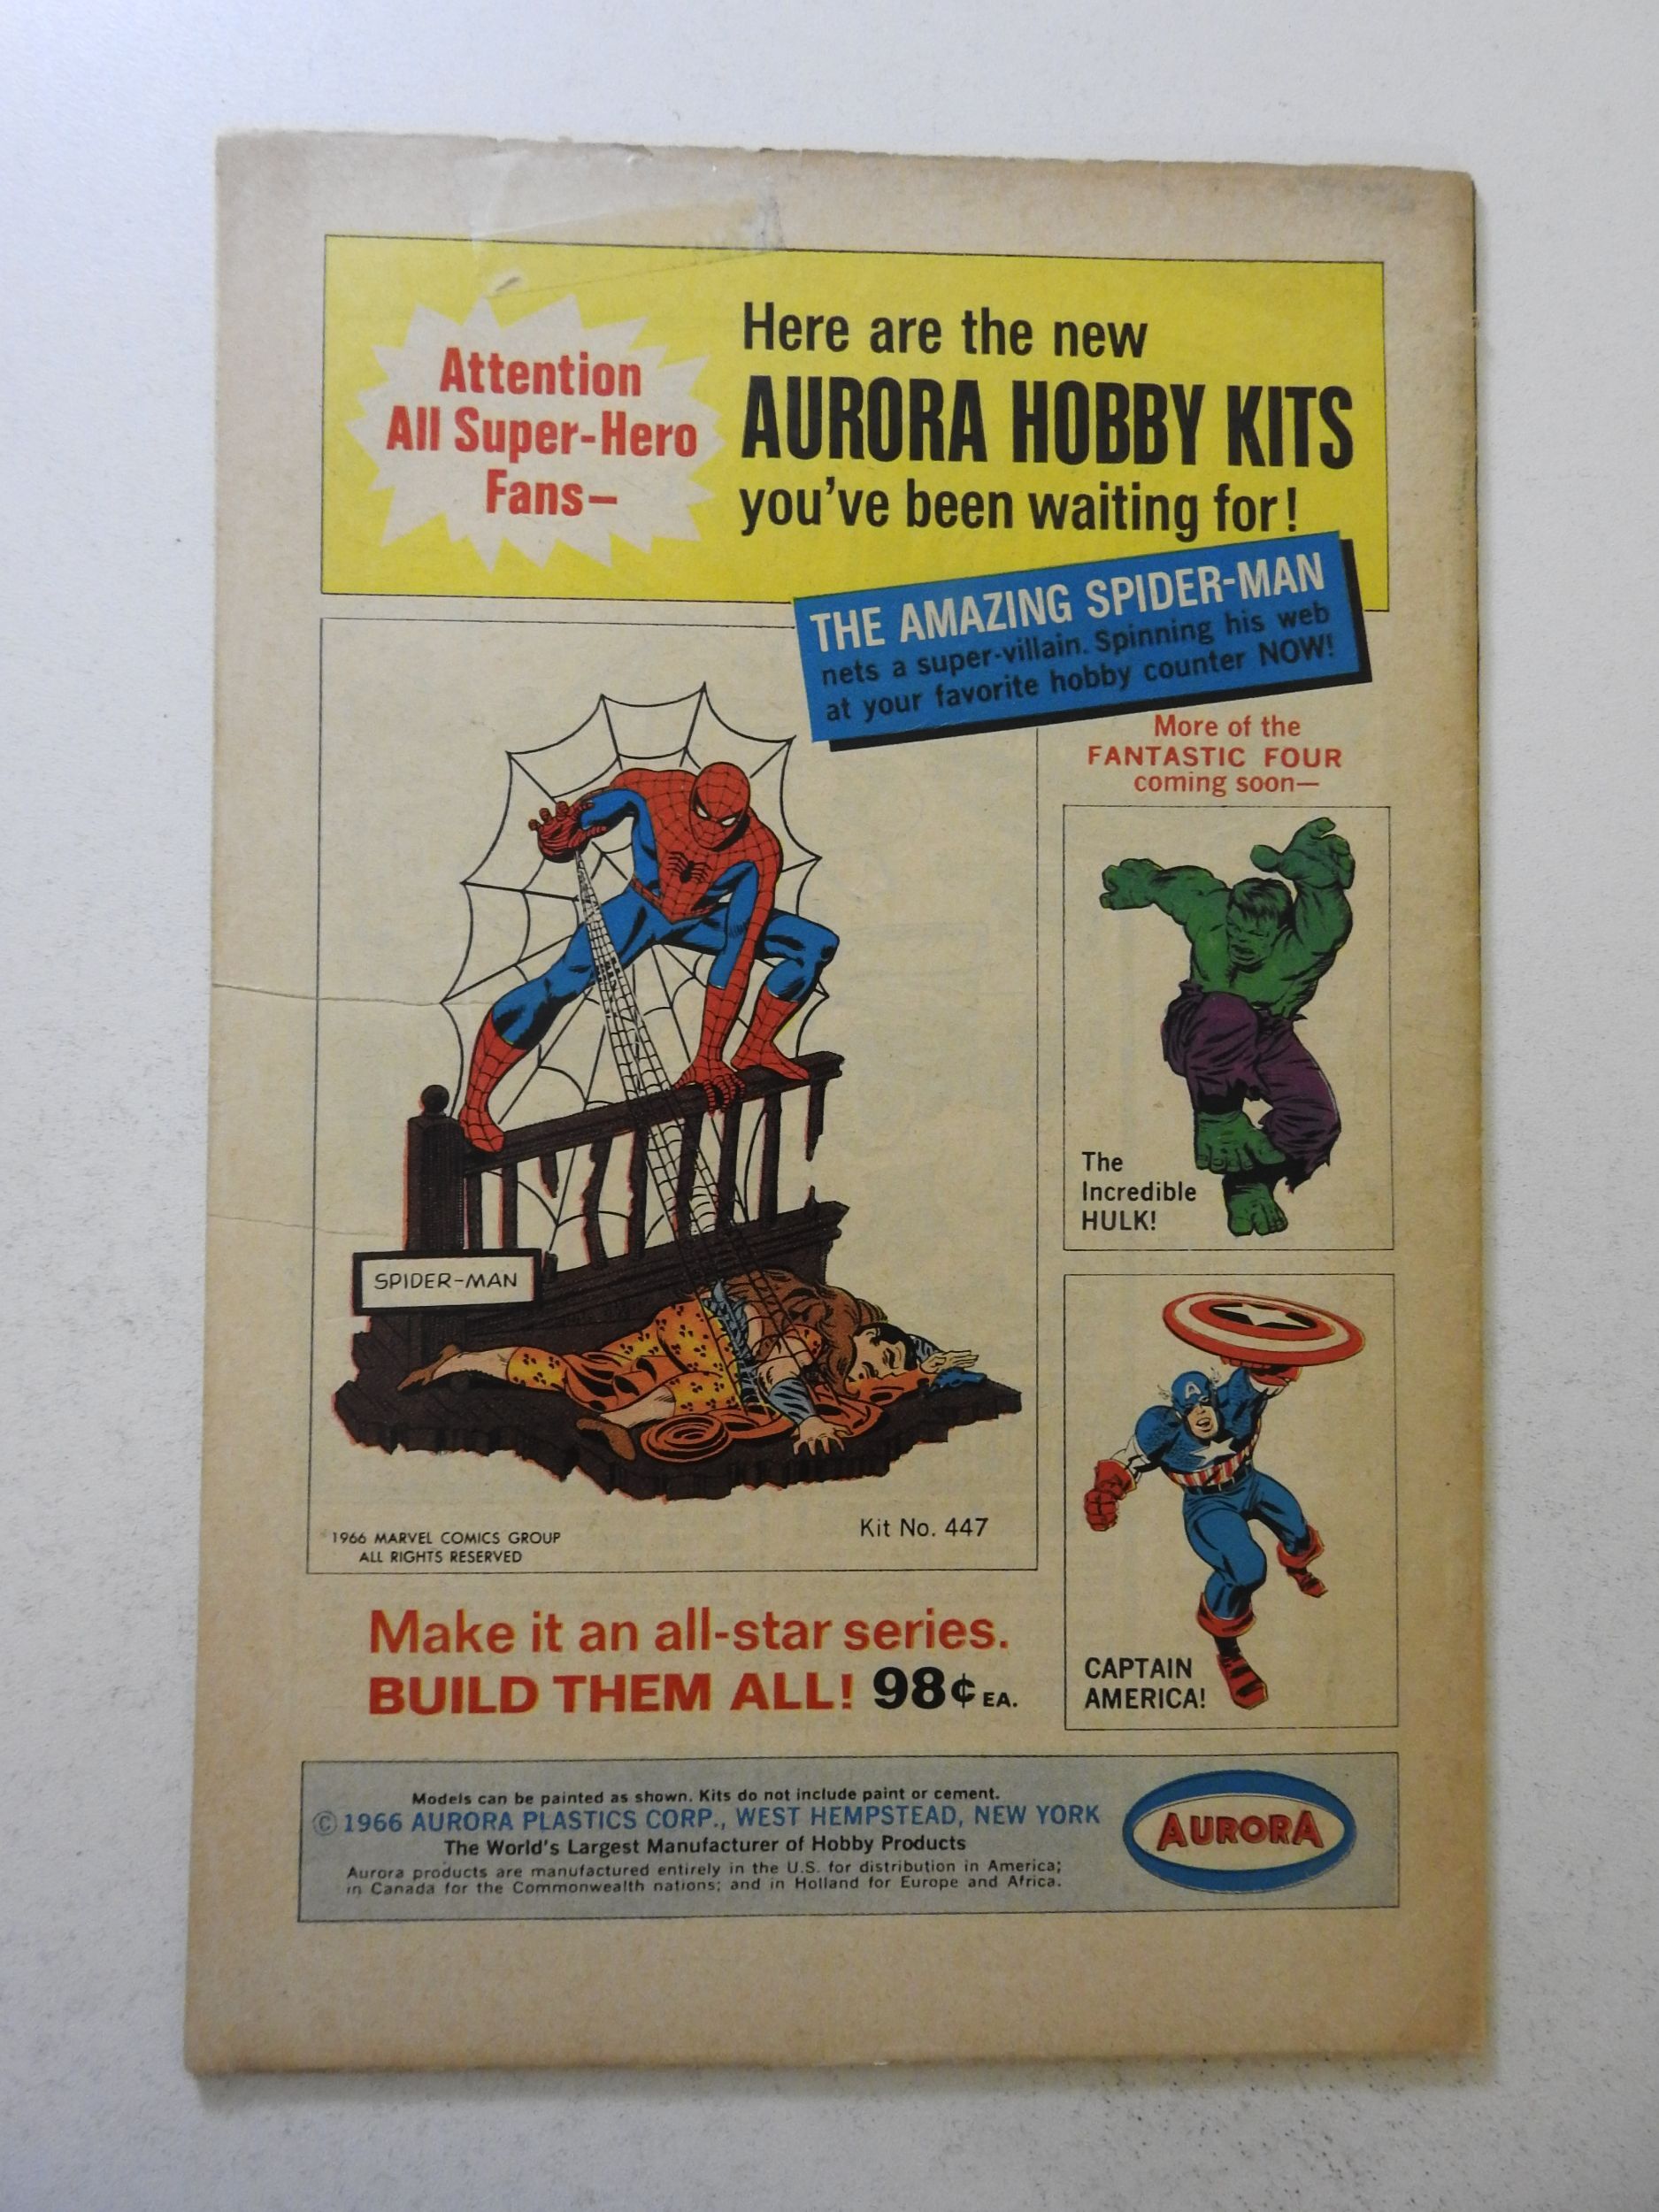 Attention
All Super-Hero
Fans—
Here are the new
AURORA HOBBY KITS
you've been waiting for!
THE AMAZING SPIDER-MAN
nets a super-villain. Spinning his web
at your favorite hobby counter NOW!
More of the
FANTASTIC FOUR
coming soon—
The
Incredible
HULK!
SPIDER-MAN
A
CAPTAIN
AMERICA!
©1966 MARVEL COMICS GROUP
ALL RIGHTS RESERVED
Kit No. 447
Make it an all-star series.
BUILD THEM ALL! 98¢ EA.
Models can be painted as shown. Kits do not include paint or cement.
© 1966 AURORA PLASTICS CORP., WEST HEMPSTEAD, NEW YORK
The World's Largest Manufacturer of Hobby Products
Aurora products are manufactured entirely in the U.S. for distribution in America;
in Canada for the Commonwealth nations; and in Holland for Europe and Africa.
AURORA